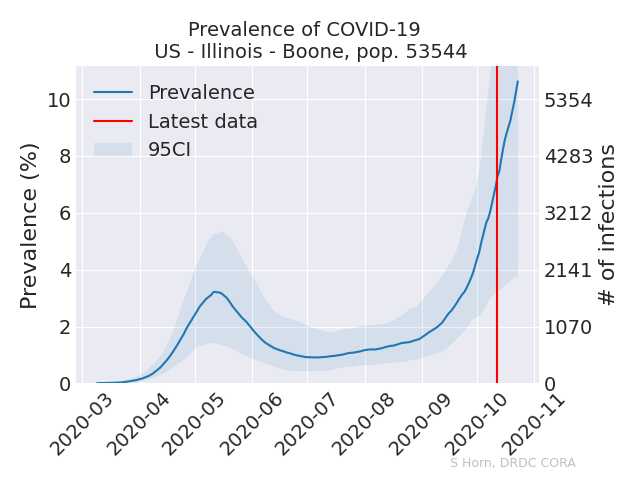 Prevalence of COVID-19
US - Illinois - Boone, pop. 53544
Prevalence
Latest data
95CI
Prevalence (%)
10
8
6
4
2
0
5354
4283
3212
2141
1070
0
# of infections
2020-03
2020-04
2020-05
2020-06
2020-07
2020-08
2020-09
2020-10
2020-11
S Horn, DRDC CORA